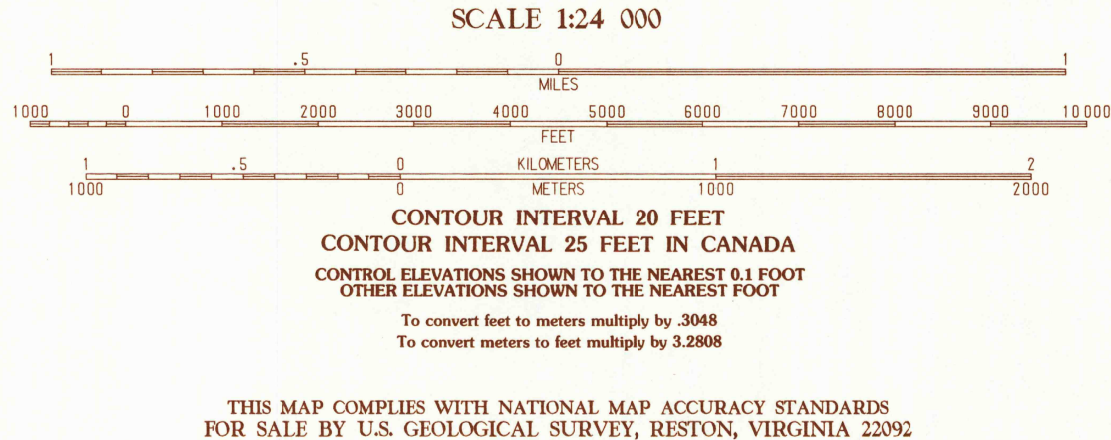 SCALE 1:24 000
1 .5 0 1
MILES
1000 0 1000 2000 3000 4000 5000 6000 7000 8000 9000 10 000
FEET
1 .5 0 KILOMETERS 1 2
1000 0 METERS 1000 2000
CONTOUR INTERVAL 20 FEET
CONTOUR INTERVAL 25 FEET IN CANADA
CONTROL ELEVATIONS SHOWN TO THE NEAREST 0.1 FOOT
OTHER ELEVATIONS SHOWN TO THE NEAREST FOOT
To convert feet to meters multiply by .3048
To convert meters to feet multiply by 3.2808
THIS MAP COMPLIES WITH NATIONAL MAP ACCURACY STANDARDS
FOR SALE BY U.S. GEOLOGICAL SURVEY, RESTON, VIRGINIA 22092